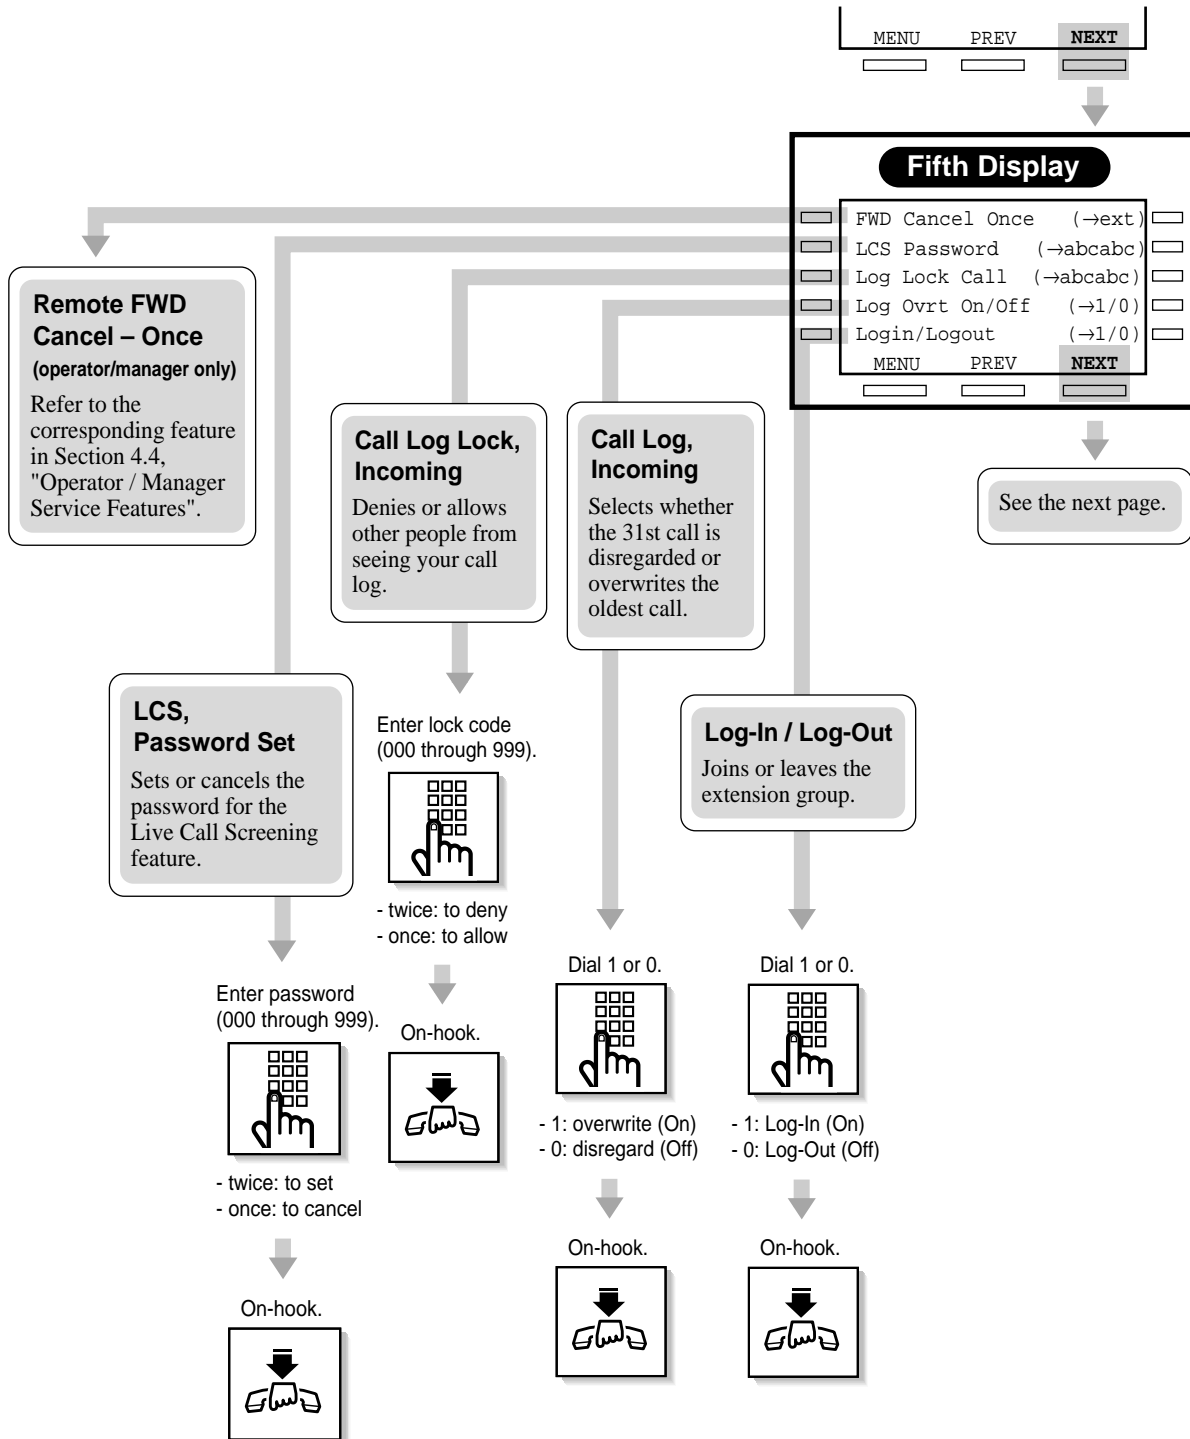 MENU PREV NEXT
Fifth Display
FWD Cancel Once (→ext)
LCS Password (→abcabc)
Log Lock Call (→abcabc)
Log Ovrt On/Off (→1/0)
Login/Logout (→1/0)
MENU PREV NEXT
See the next page.
Remote FWD
Cancel – Once
(operator/manager only)
Refer to the
corresponding feature
in Section 4.4,
"Operator / Manager
Service Features".
Call Log Lock,
Incoming
Denies or allows
other people from
seeing your call
log.
Call Log,
Incoming
Selects whether
the 31st call is
disregarded or
overwrites the
oldest call.
LCS,
Password Set
Sets or cancels the
password for the
Live Call Screening
feature.
Log-In / Log-Out
Joins or leaves the
extension group.
Enter lock code
(000 through 999).
- twice: to deny
- once: to allow
On-hook.
Enter password
(000 through 999).
- twice: to set
- once: to cancel
On-hook.
Dial 1 or 0.
- 1: overwrite (On)
- 0: disregard (Off)
On-hook.
Dial 1 or 0.
- 1: Log-In (On)
- 0: Log-Out (Off)
On-hook.